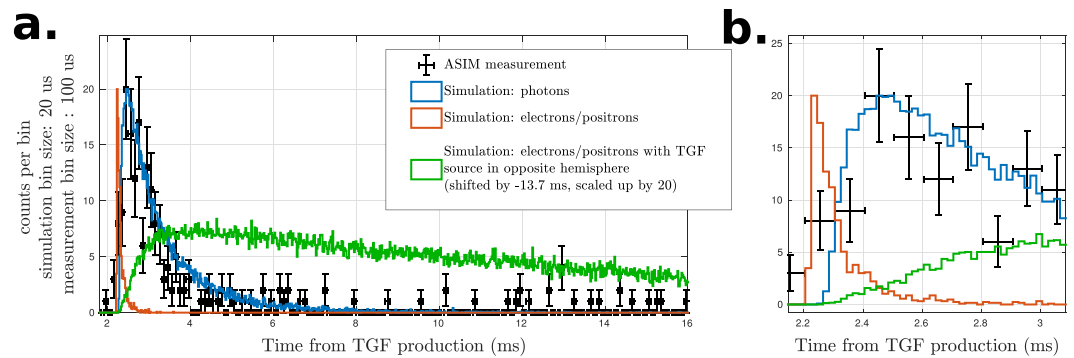 a.
counts per bin
simulation bin size: 20 us
measurement bin size : 100 us
20
15
10
5
0
2
4
6
8
10
12
14
16
Time from TGF production (ms)
ASIM measurement
Simulation: photons
Simulation: electrons/positrons
Simulation: electrons/positrons with TGF
source in opposite hemisphere
(shifted by -13.7 ms, scaled up by 20)
b.
25
20
15
10
5
0
2.2
2.4
2.6
2.8
3
Time from TGF production (ms)